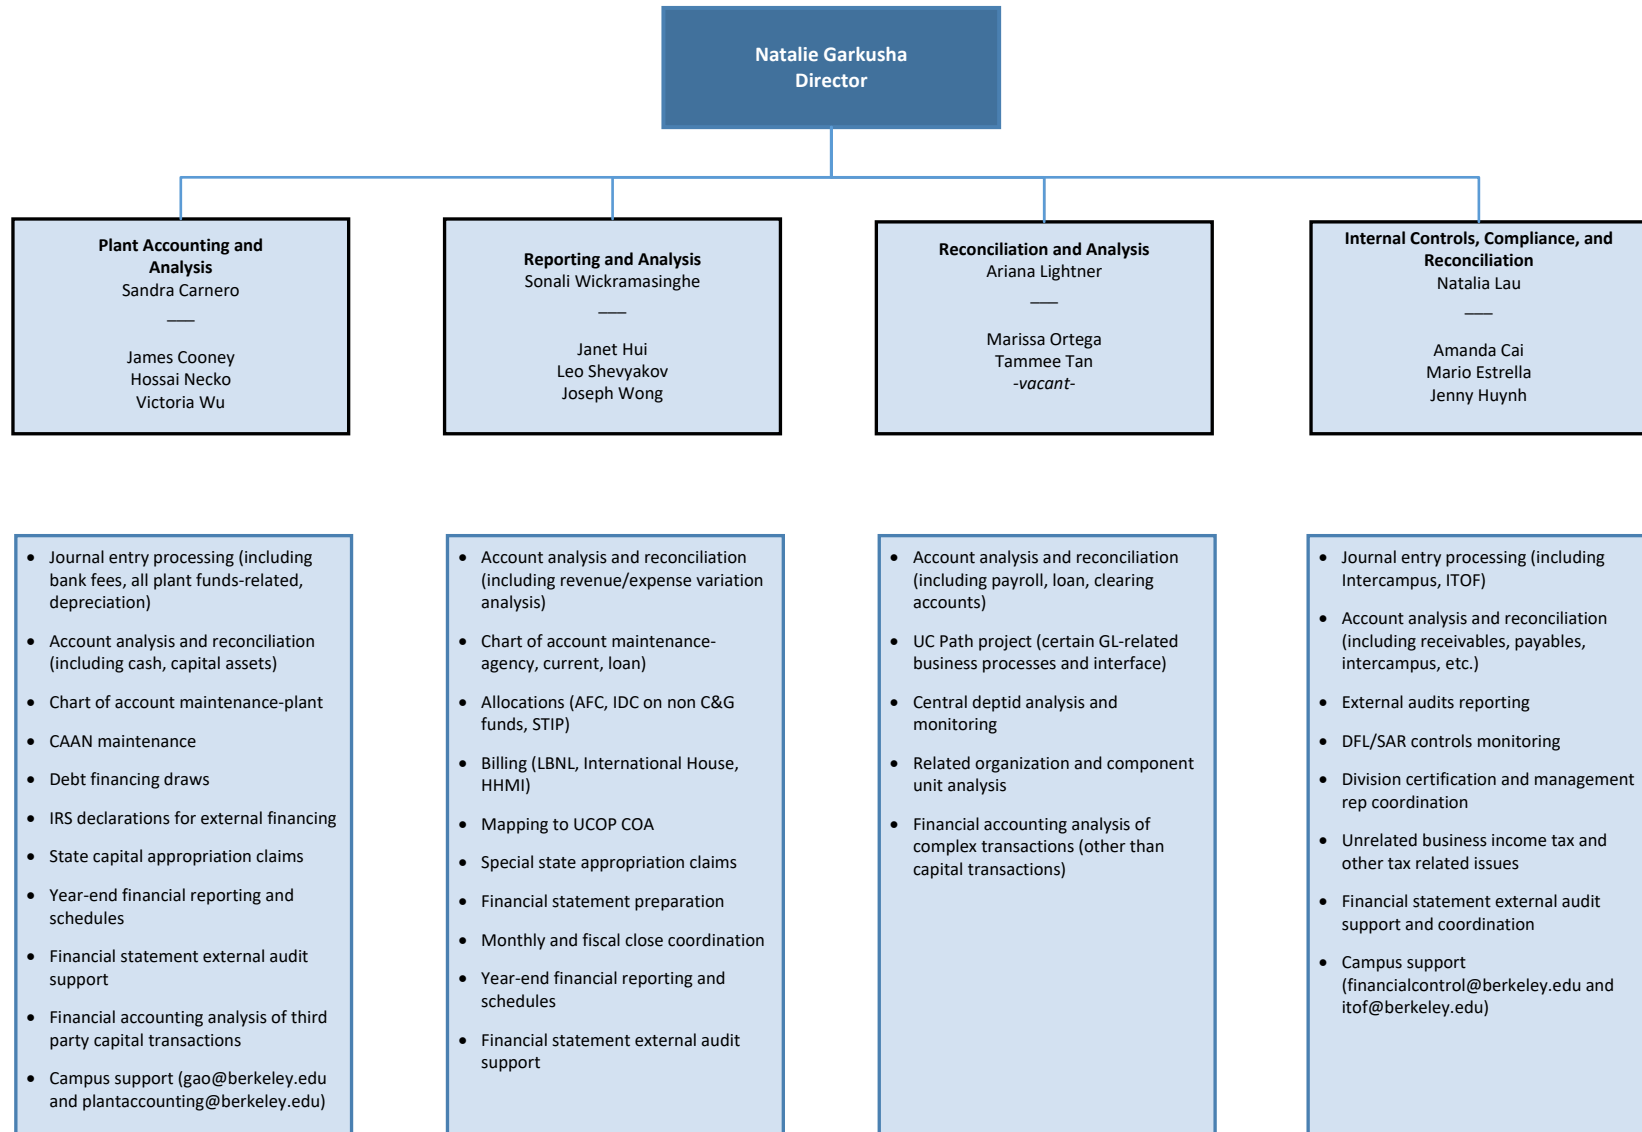 Natalie Garkusha
Director
Plant Accounting and
Analysis
Sandra Carnero
___
James Cooney
Hossai Necko
Victoria Wu
Reporting and Analysis
Sonali Wickramasinghe
___
Janet Hui
Leo Shevyakov
Joseph Wong
Reconciliation and Analysis
Ariana Lightner
___
Marissa Ortega
Tammee Tan
-vacant-
Internal Controls, Compliance, and
Reconciliation
Natalia Lau
___
Amanda Cai
Mario Estrella
Jenny Huynh
• Journal entry processing (including
bank fees, all plant funds-related,
depreciation)
• Account analysis and reconciliation
(including cash, capital assets)
• Chart of account maintenance-plant
• CAAN maintenance
• Debt financing draws
• IRS declarations for external financing
• State capital appropriation claims
• Year-end financial reporting and
schedules
• Financial statement external audit
support
• Financial accounting analysis of third
party capital transactions
• Campus support (gao@berkeley.edu
and plantaccounting@berkeley.edu)
• Account analysis and reconciliation
(including revenue/expense variation
analysis)
• Chart of account maintenance-
agency, current, loan)
• Allocations (AFC, IDC on non C&G
funds, STIP)
• Billing (LBNL, International House,
HHMI)
• Mapping to UCOP COA
• Special state appropriation claims
• Financial statement preparation
• Monthly and fiscal close coordination
• Year-end financial reporting and
schedules
• Financial statement external audit
support
• Account analysis and reconciliation
(including payroll, loan, clearing
accounts)
• UC Path project (certain GL-related
business processes and interface)
• Central deptid analysis and
monitoring
• Related organization and component
unit analysis
• Financial accounting analysis of
complex transactions (other than
capital transactions)
• Journal entry processing (including
Intercampus, ITOF)
• Account analysis and reconciliation
(including receivables, payables,
intercampus, etc.)
• External audits reporting
• DFL/SAR controls monitoring
• Division certification and management
rep coordination
• Unrelated business income tax and
other tax related issues
• Financial statement external audit
support and coordination
• Campus support
(financialcontrol@berkeley.edu and
itof@berkeley.edu)